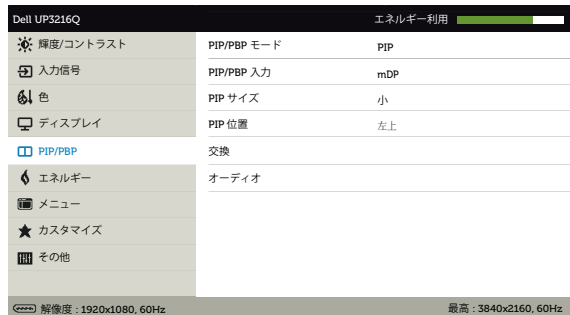 Dell UP3216Q エネルギー利用
輝度/コントラスト PIP/PBP モード PIP
入力信号 PIP/PBP 入力 mDP
色 PIP サイズ 小
ディスプレイ PIP 位置 左上
PIP/PBP 交換
エネルギー オーディオ
メニュー
カスタマイズ
その他
解像度 : 1920x1080, 60Hz 最高 : 3840x2160, 60Hz